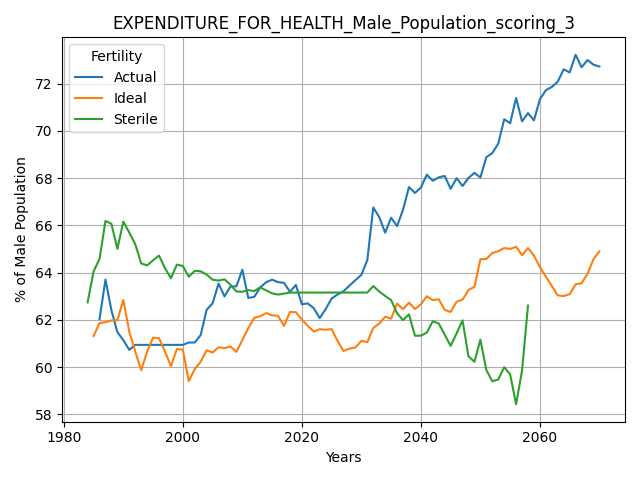 EXPENDITURE_FOR_HEALTH_Male_Population_scoring_3
Fertility
Actual
Ideal
Sterile
% of Male Population
72
70
68
66
64
62
60
58
1980
2000
2020
2040
2060
Years